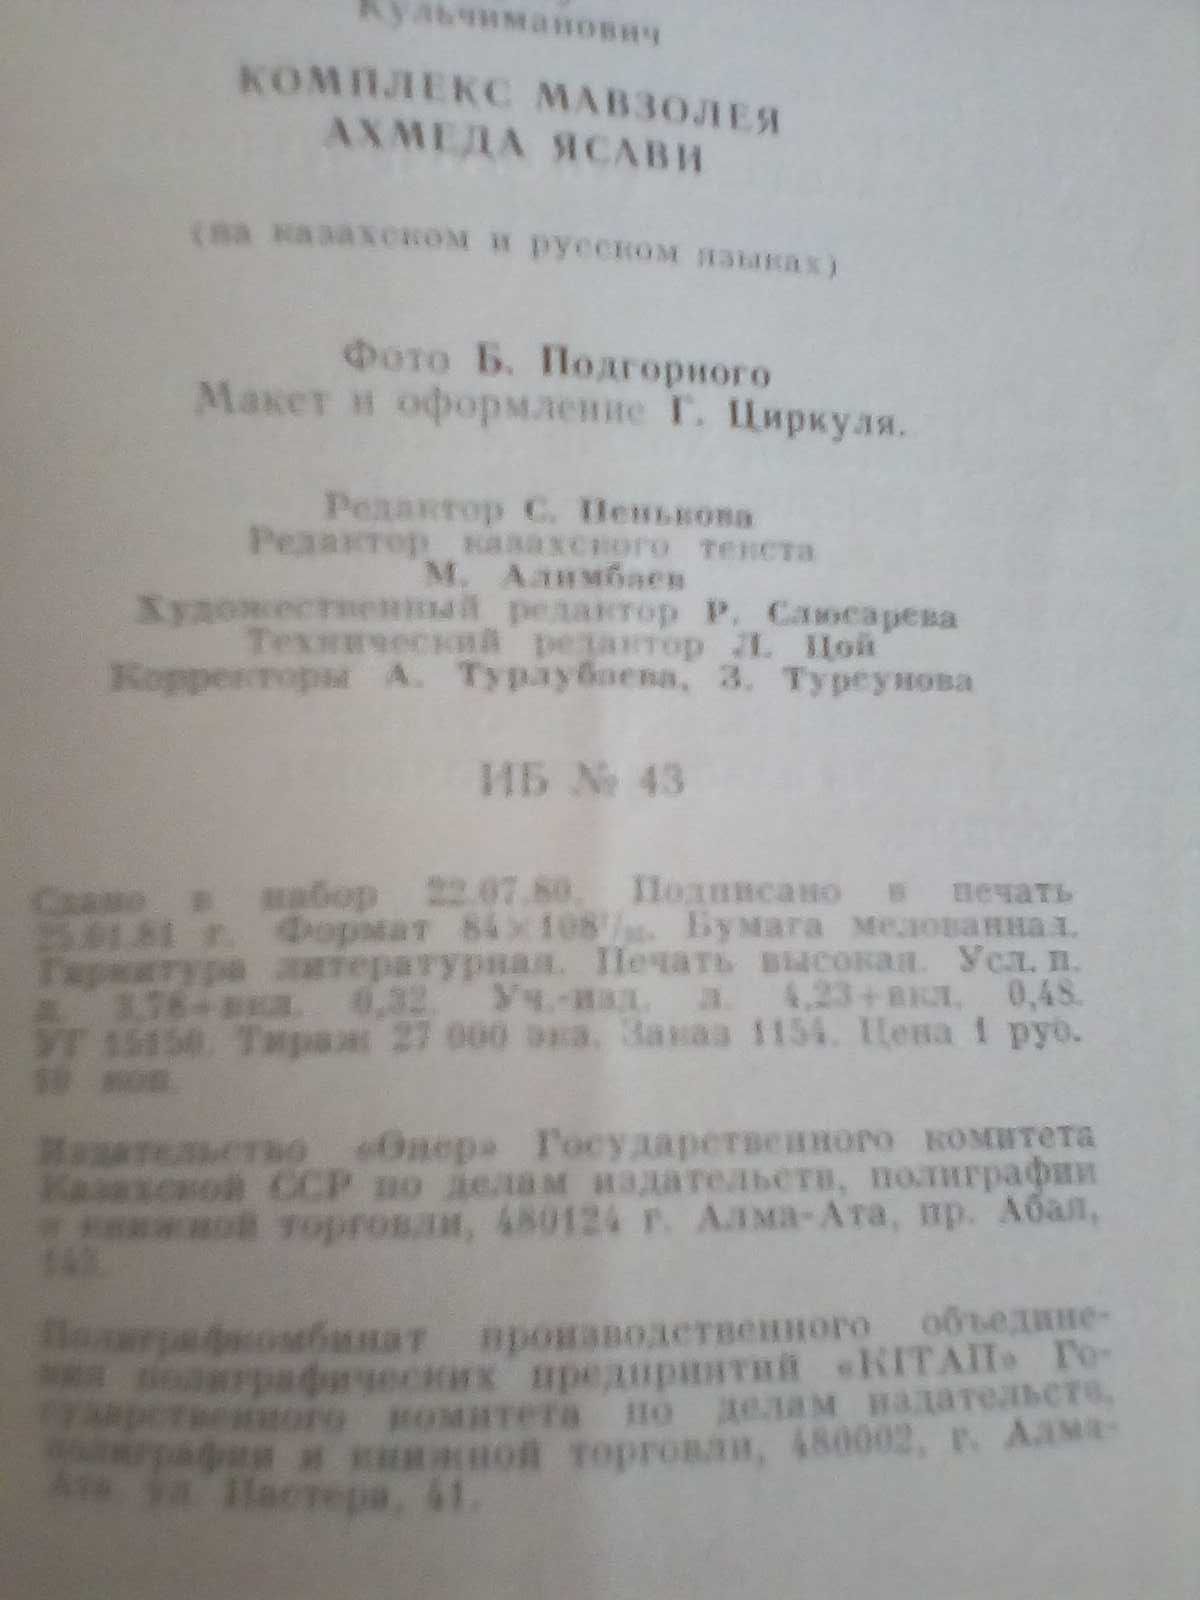 Кульчиманович
КОМПЛЕКС МАВЗОЛЕЯ
АХМЕДА ЯСАВИ
(на казахском и русском языках)
Фото Б. Подгорного
Макет и оформление Г. Циркуля.
Редактор С. Пенькова
Редактор казахского текста
М. Алимбаев
Художественный редактор Р. Слюсарева
Технический редактор Л. Цой
Корректоры А. Турлубаева, З. Турсунова
ИБ № 43
Сдано в набор 22.07.80. Подписано в печать
25.01.81 г. Формат 84×108¹/₃₂. Бумага мелованная.
Гарнитура литературная. Печать высокая. Усл. п.
л. 3,78+вкл. 0,32. Уч.-изд. л. 4,23+вкл. 0,48.
УГ 15150. Тираж 27 000 экз. Заказ 1154. Цена 1 руб.
коп.
Издательство «Өнер» Государственного комитета
Казахской ССР по делам издательств, полиграфии
и книжной торговли, 480124 г. Алма-Ата, пр. Абая,
143.
Полиграфкомбинат производственного объедине-
ния полиграфических предприятий «КІТАП» Го-
сударственного комитета по делам издательств,
полиграфии и книжной торговли, 480002, г. Алма-
Ата ул. Пастера, 41.